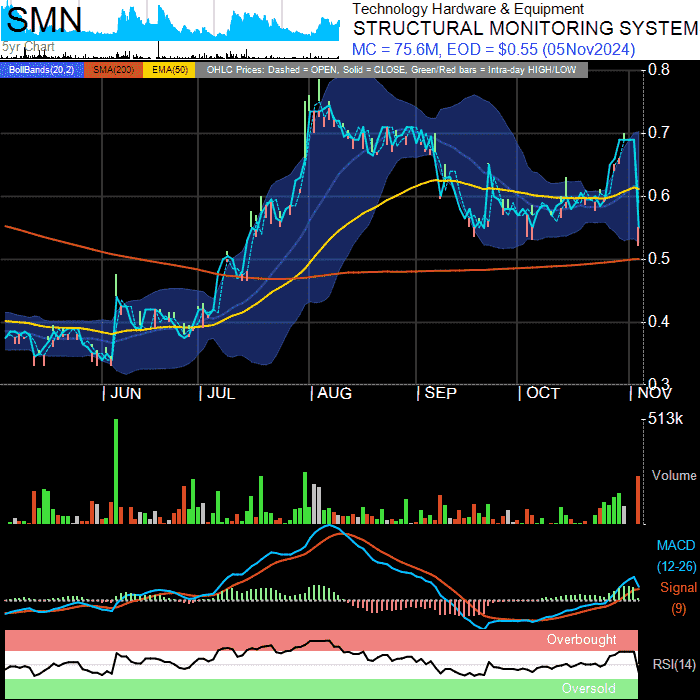 SMN
5yr Chart
Technology Hardware & Equipment
STRUCTURAL MONITORING SYSTEM
MC = 75.6M, EOD = $0.55 (05Nov2024)
BollBands(20,2) SMA(200) EMA(50) OHLC Prices: Dashed = OPEN, Solid = CLOSE, Green/Red bars = Intra-day HIGH/LOW
0.8
0.7
0.6
0.5
0.4
0.3
JUN JUL AUG SEP OCT NOV
513k
Volume
MACD
(12-26)
Signal
(9)
Overbought
RSI(14)
Oversold